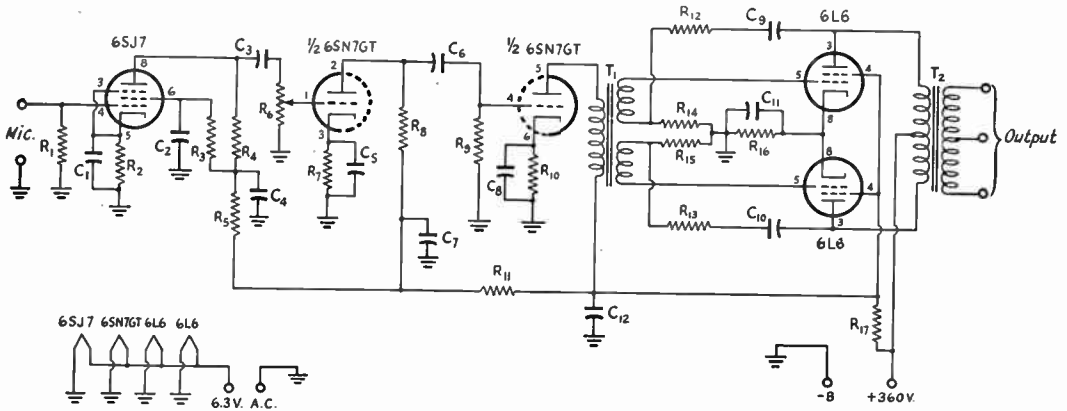 6SJ7
8
3
4
5
6
Mic.
R1
C1
R2
C2
R3
R4
C3
R5
C4
R6
½ 6SN7GT
2
1
3
R7
C5
R8
C6
C7
R9
½ 6SN7GT
5
4
6
C8
R10
R11
C12
T1
R12
C9
6L6
3
5
4
8
R14
R15
C11
R16
8
5
4
3
R13
C10
6L6
T2
Output
R17
6SJ7 6SN7GT 6L6 6L6
6.3V. A.C.
-B
+360V.